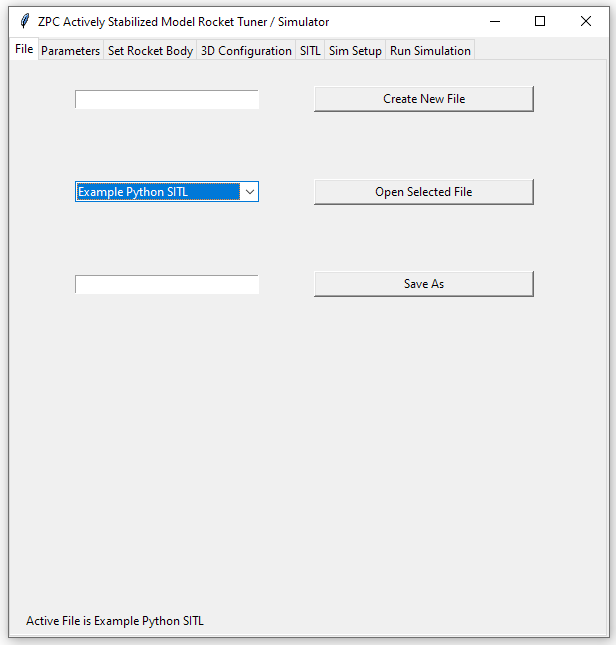 ZPC Actively Stabilized Model Rocket Tuner / Simulator
File Parameters Set Rocket Body 3D Configuration SITL Sim Setup Run Simulation
Create New File
Example Python SITL Open Selected File
Save As
Active File is Example Python SITL